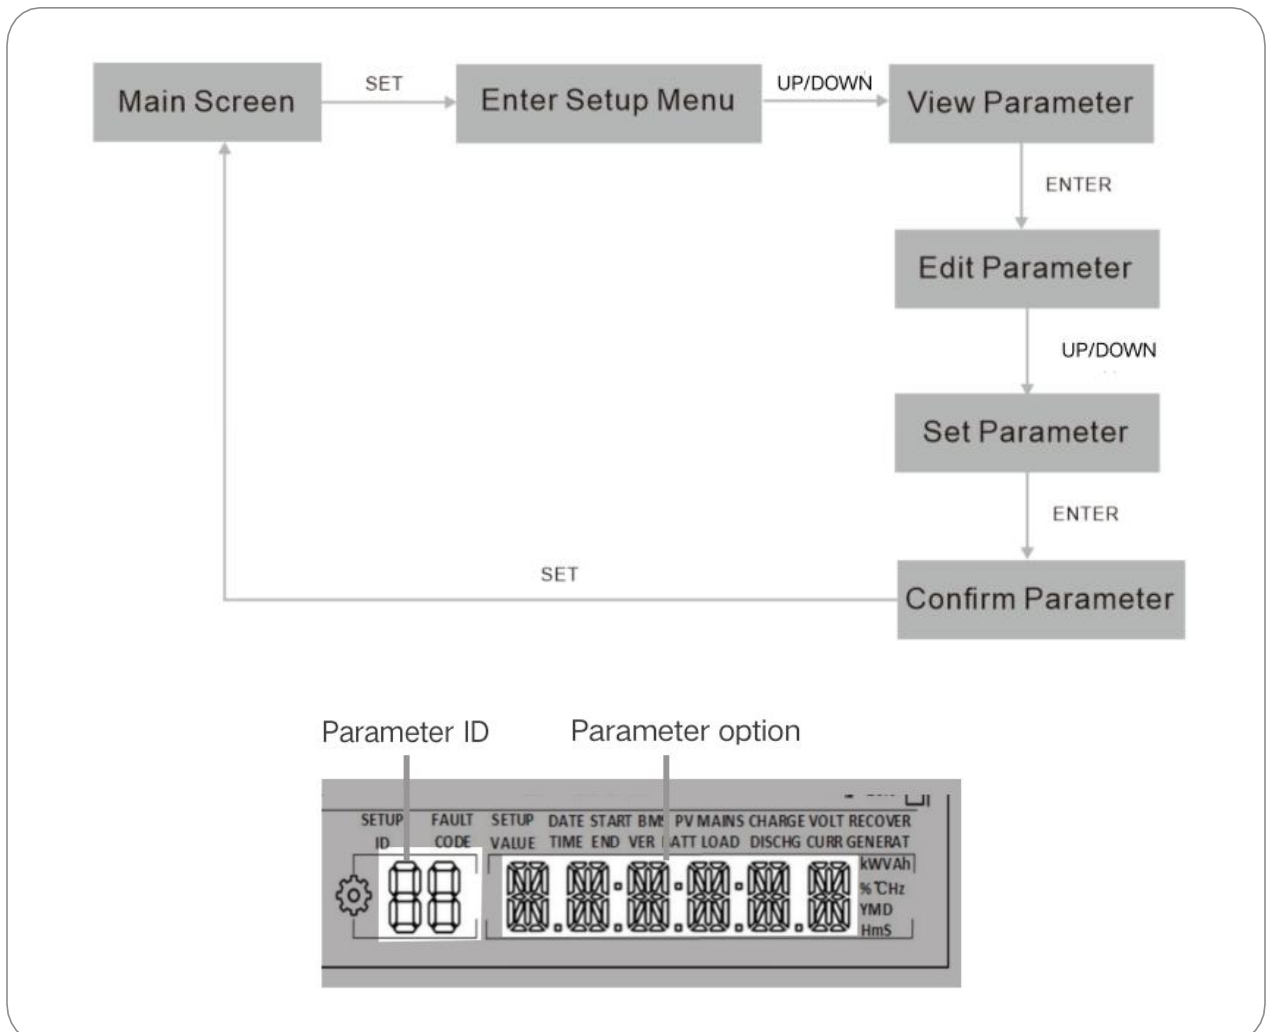 Main Screen
SET
Enter Setup Menu
UP/DOWN
View Parameter
ENTER
Edit Parameter
UP/DOWN
Set Parameter
ENTER
Confirm Parameter
SET
Parameter ID
Parameter option
SETUP FAULT SETUP DATE START BMS PV MAINS CHARGE VOLT RECOVER
ID CODE VALUE TIME END VER BATT LOAD DISCHG CURR GENERAT
kWVAh
%℃Hz
YMD
HmS